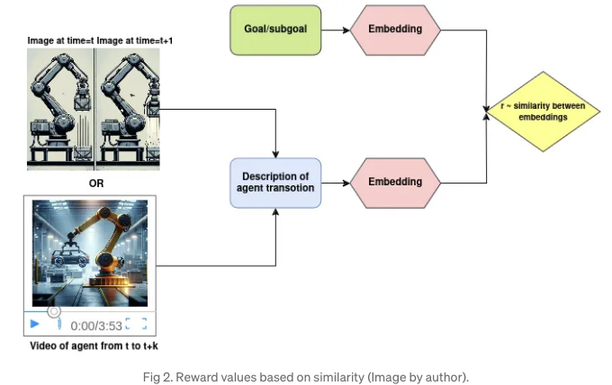 Goal/subgoal
Embedding
Image at time=t Image at time=t+1
r ~ similarity between
embeddings
OR
Description of
agent transotion
Embedding
0:00/3:53
Video of agent from t to t+k
Fig 2. Reward values based on similarity (Image by author).